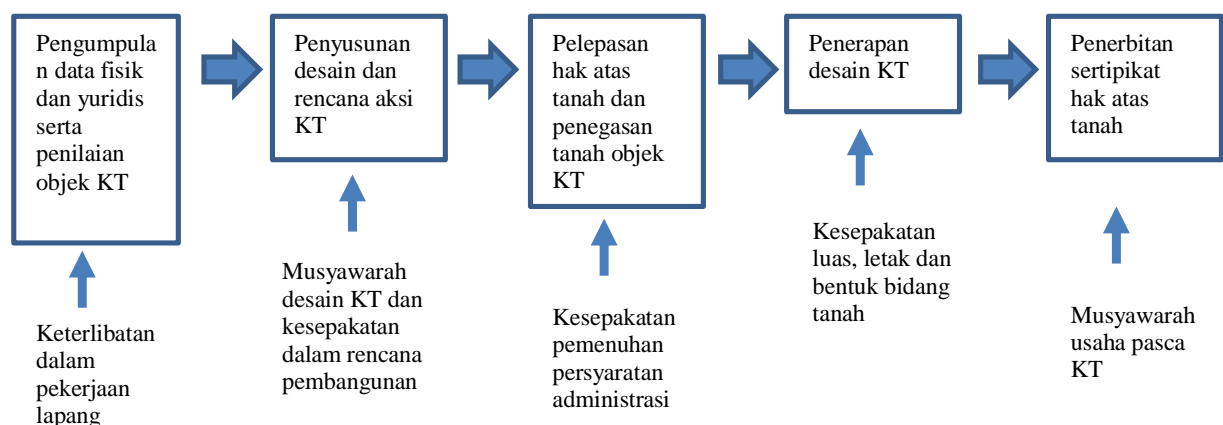 Pengumpula
n data fisik
dan yuridis
serta
penilaian
objek KT
Penyusunan
desain dan
rencana aksi
KT
Pelepasan
hak atas
tanah dan
penegasan
tanah objek
KT
Penerapan
desain KT
Penerbitan
sertipikat
hak atas
tanah
Keterlibatan
dalam
pekerjaan
lapang
Musyawarah
desain KT dan
kesepakatan
dalam rencana
pembangunan
Kesepakatan
pemenuhan
persyaratan
administrasi
Kesepakatan
luas, letak dan
bentuk bidang
tanah
Musyawarah
usaha pasca
KT